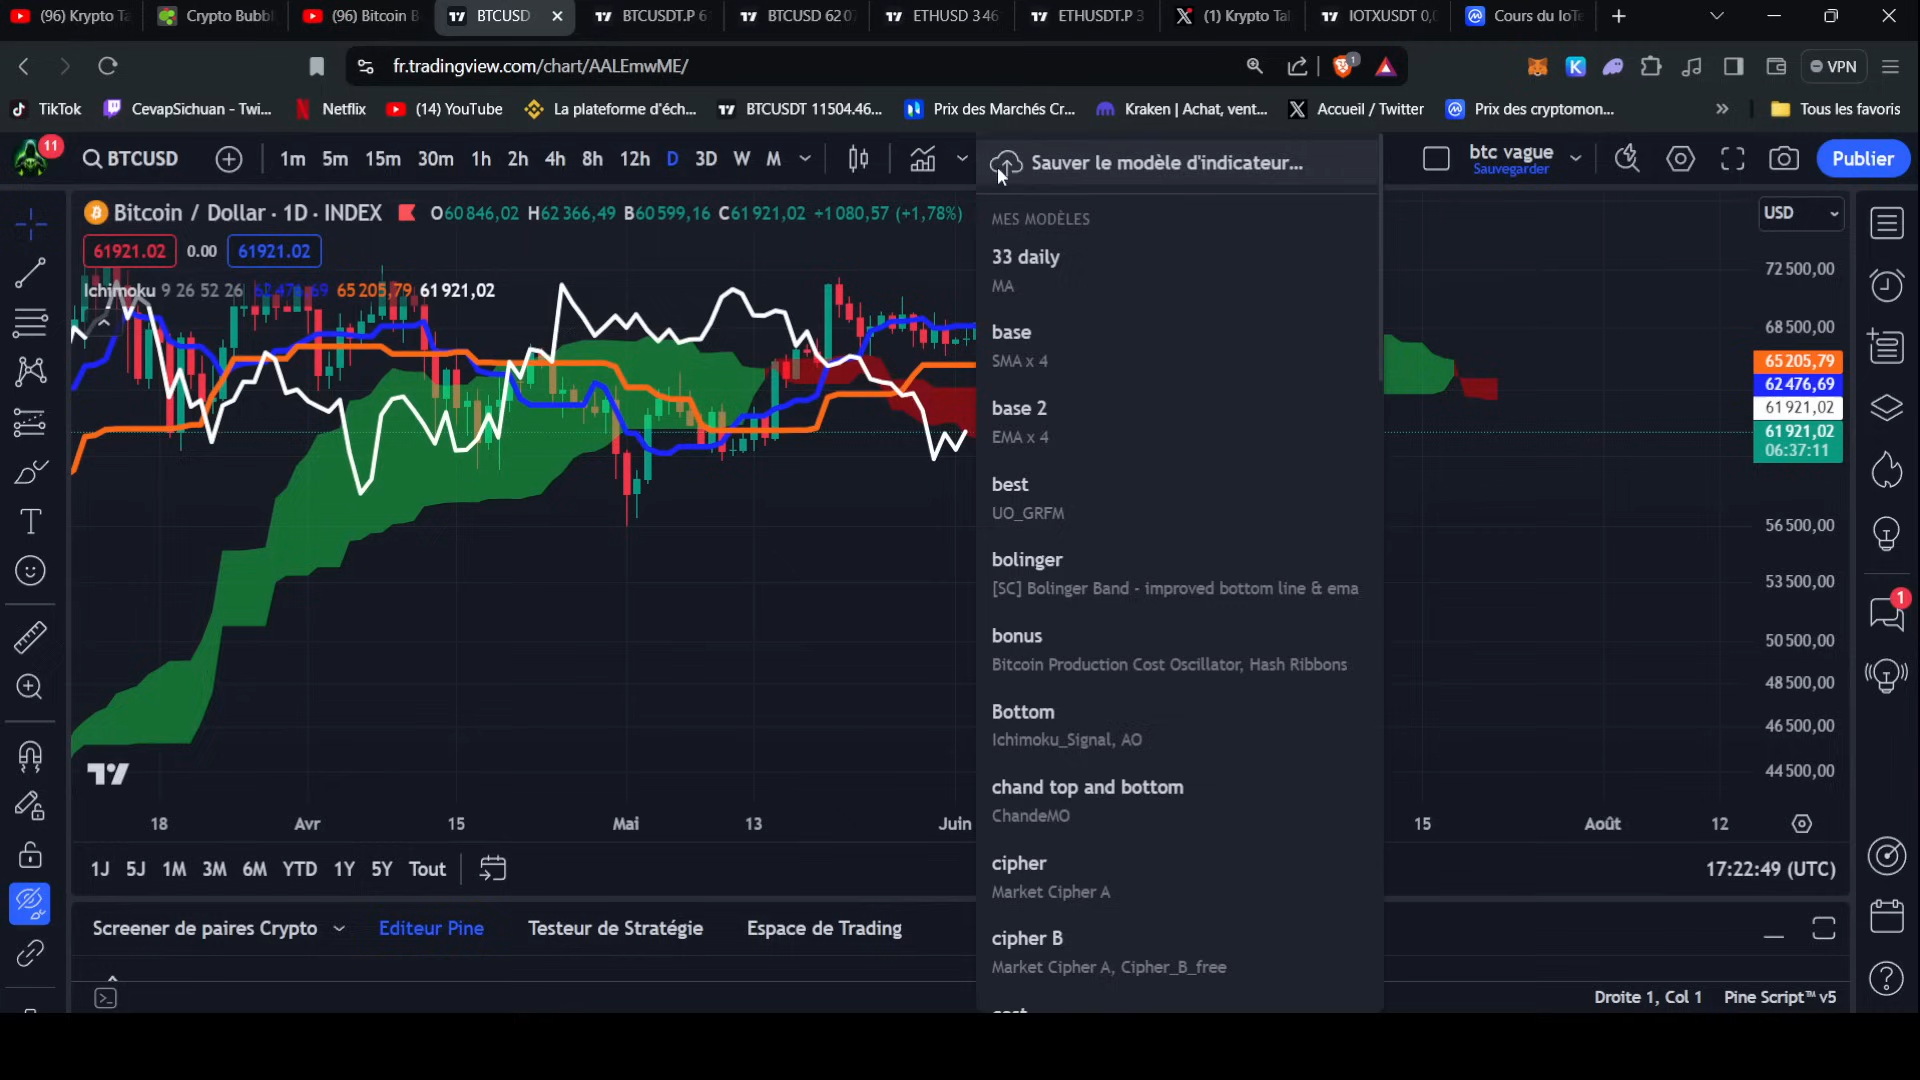 (96) Krypto Ta
Crypto Bubbl
(96) Bitcoin B
BTCUSD
BTCUSDT.P 6
BTCUSD 620
ETHUSD 3 46
ETHUSDT.P 3
(1) Krypto Tal
IOTXUSDT 0,0
Cours du IoTe
fr.tradingview.com/chart/AALEmwME/
1
VPN
TikTok
CevapSichuan - Twi...
Netflix
(14) YouTube
La plateforme d'éch...
BTCUSDT 11504.46...
Prix des Marchés Cr...
Kraken | Achat, vent...
Accueil / Twitter
Prix des cryptomon...
Tous les favoris
11
BTCUSD
1m 5m 15m 30m 1h 2h 4h 8h 12h D 3D W M
Sauver le modèle d'indicateur...
btc vague
Sauvegarder
Publier
Bitcoin / Dollar · 1D · INDEX
O60 846,02 H62 366,49 B60 599,16 C61 921,02 +1 080,57 (+1,78%)
61921.02 0.00 61921.02
Ichimoku 9 26 52 26 62 476,69 65 205,79 61 921,02
MES MODÈLES
33 daily
MA
base
SMA x 4
base 2
EMA x 4
best
UO_GRFM
bolinger
[SC] Bolinger Band - improved bottom line & ema
bonus
Bitcoin Production Cost Oscillator, Hash Ribbons
Bottom
Ichimoku_Signal, AO
chand top and bottom
ChandeMO
cipher
Market Cipher A
cipher B
Market Cipher A, Cipher_B_free
USD
72 500,00
68 500,00
65 205,79
62 476,69
61 921,02
61 921,02
06:37:11
56 500,00
53 500,00
50 500,00
48 500,00
46 500,00
44 500,00
1
18 Avr 15 Mai 13 Juin 15 Août 12
1J 5J 1M 3M 6M YTD 1Y 5Y Tout
17:22:49 (UTC)
Screener de paires Crypto
Editeur Pine
Testeur de Stratégie
Espace de Trading
Droite 1, Col 1
Pine Script™ v5